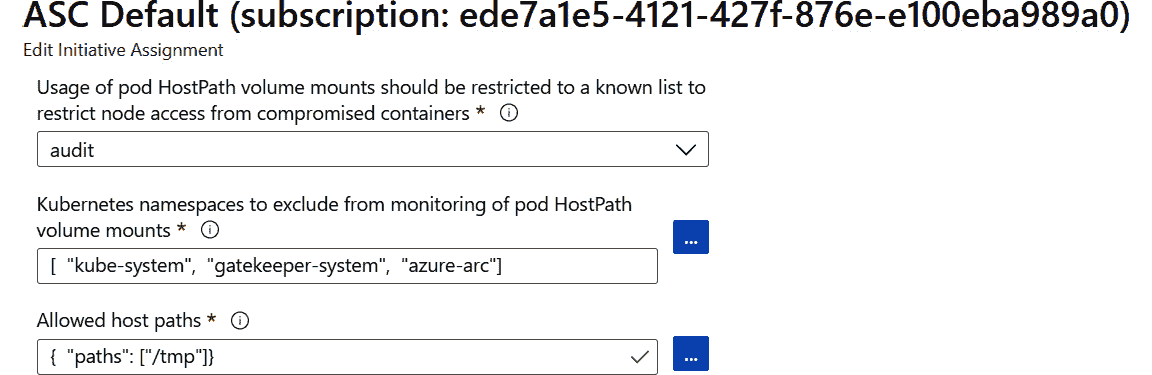 ASC Default (subscription: ede7a1e5-4121-427f-876e-e100eba989a0)
Edit Initiative Assignment
Usage of pod HostPath volume mounts should be restricted to a known list to
restrict node access from compromised containers *
audit
Kubernetes namespaces to exclude from monitoring of pod HostPath
volume mounts *
...
[  "kube-system",  "gatekeeper-system",  "azure-arc"]
Allowed host paths *
{  "paths": ["/tmp"]}
...